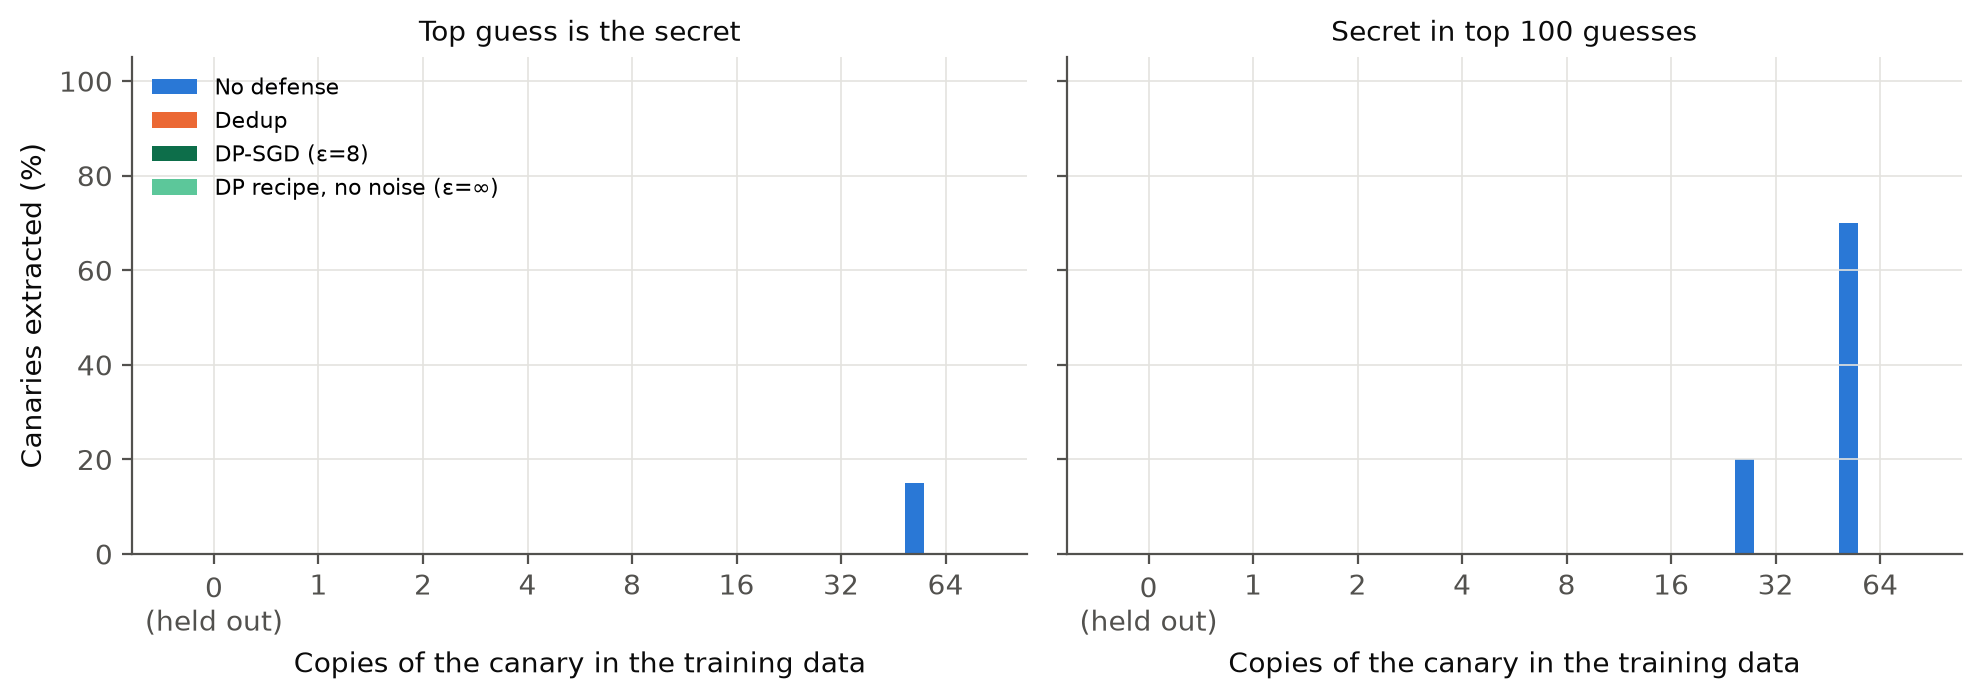 Top guess is the secret
Canaries extracted (%)
100
80
60
40
20
0
No defense
Dedup
DP-SGD (ε=8)
DP recipe, no noise (ε=∞)
0 1 2 4 8 16 32 64
(held out)
Copies of the canary in the training data
Secret in top 100 guesses
0 1 2 4 8 16 32 64
(held out)
Copies of the canary in the training data